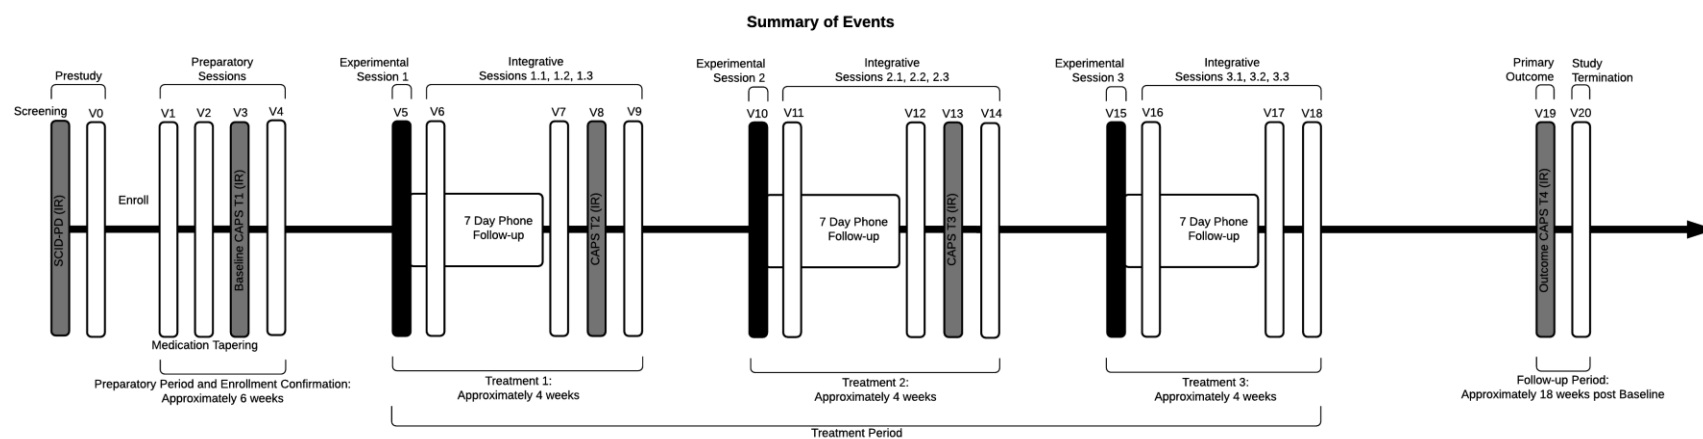 Summary of Events
Prestudy
Screening
V0
SCID-PD (IR)
Enroll
Preparatory
Sessions
V1
V2
V3
V4
Baseline CAPS T1 (IR)
Medication Tapering
Preparatory Period and Enrollment Confirmation:
Approximately 6 weeks
Experimental
Session 1
Integrative
Sessions 1.1, 1.2, 1.3
V5
V6
V7
V8
V9
7 Day Phone
Follow-up
CAPS T2 (IR)
Treatment 1:
Approximately 4 weeks
Experimental
Session 2
Integrative
Sessions 2.1, 2.2, 2.3
V10
V11
V12
V13
V14
7 Day Phone
Follow-up
CAPS T3 (IR)
Treatment 2:
Approximately 4 weeks
Experimental
Session 3
Integrative
Sessions 3.1, 3.2, 3.3
V15
V16
V17
V18
7 Day Phone
Follow-up
Treatment 3:
Approximately 4 weeks
Treatment Period
Primary
Outcome
Study
Termination
V19
V20
Outcome CAPS T4 (IR)
Follow-up Period:
Approximately 18 weeks post Baseline